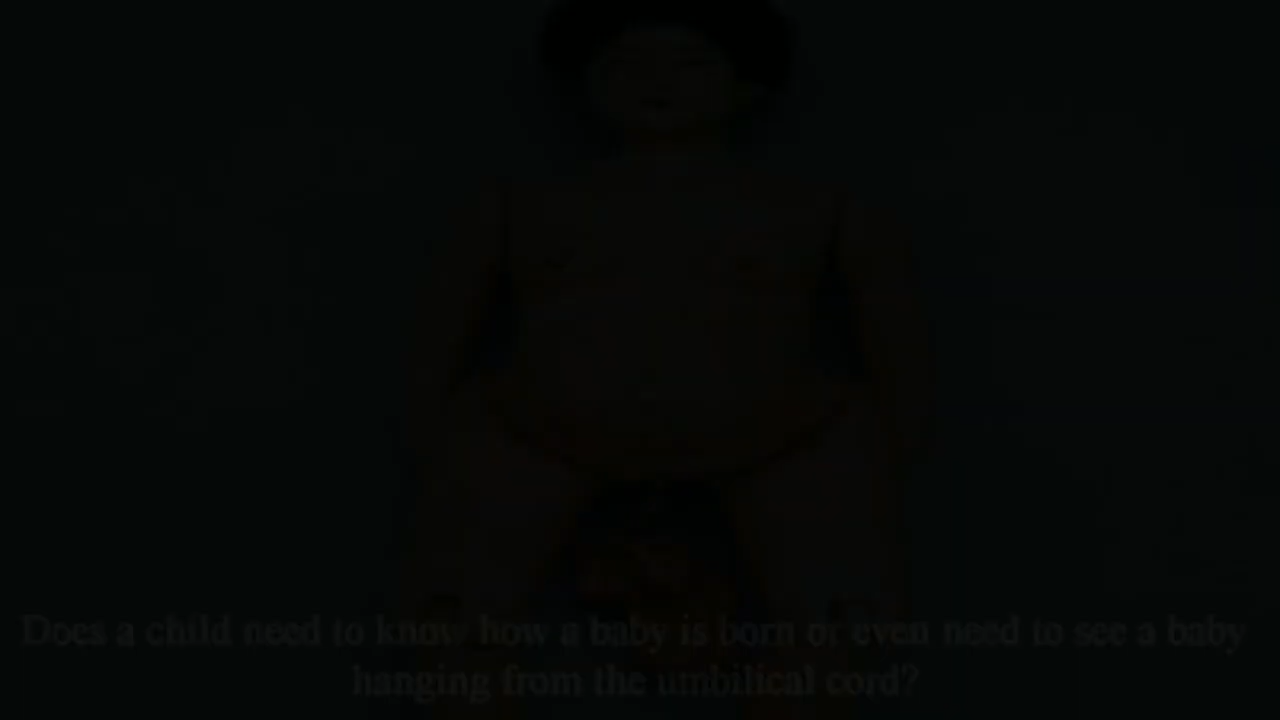 Does a child need to know how a baby is born or even need to see a baby
hanging from the umbilical cord?